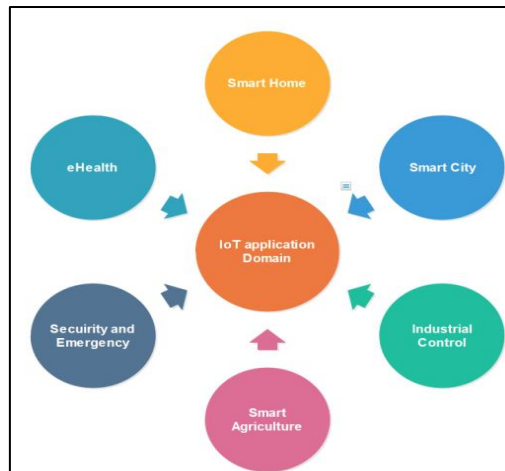 Smart Home
eHealth
Smart City
IoT application
Domain
Secuirity and
Emergency
Industrial
Control
Smart
Agriculture